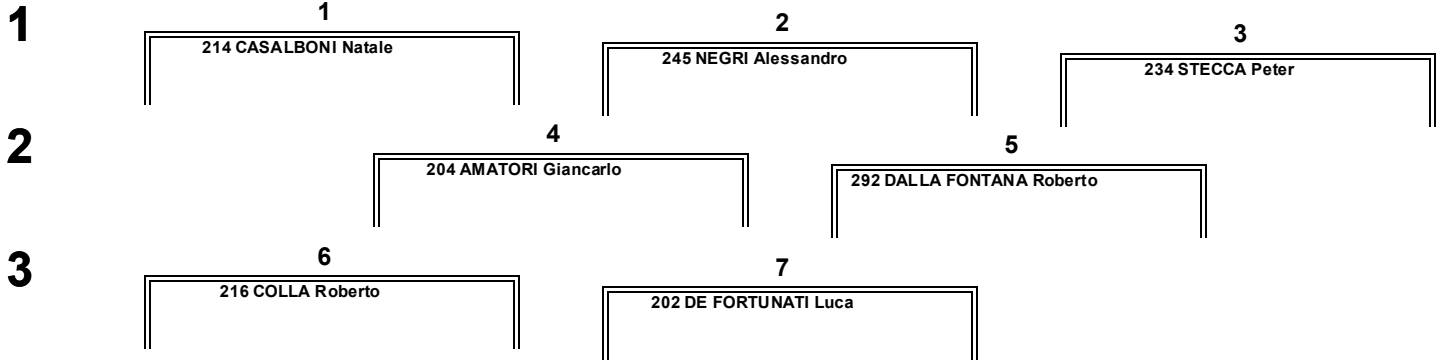 1
1
214 CASALBONI Natale
2
245 NEGRI Alessandro
3
234 STECCA Peter
2
4
204 AMATORI Giancarlo
5
292 DALLA FONTANA Roberto
3
6
216 COLLA Roberto
7
202 DE FORTUNATI Luca